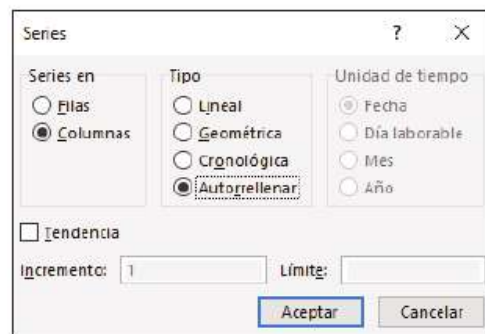 Series ?
Series en
Filas
Columnas
Tipo
Lineal
Geométrica
Cronológica
Autorrellenar
Unidad de tiempo
Fecha
Día laborable
Mes
Año
Tendencia
Incremento: 1 Límite:
Aceptar Cancelar